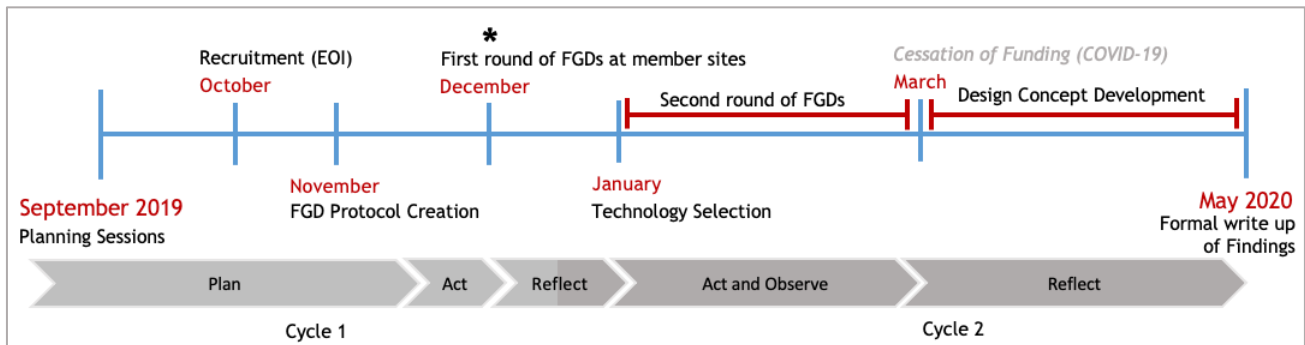 *
Recruitment (EOI)
October
First round of FGDs at member sites
December
Cessation of Funding (COVID-19)
March
Second round of FGDs
Design Concept Development
September 2019
Planning Sessions
November
FGD Protocol Creation
January
Technology Selection
May 2020
Formal write up
of Findings
Plan
Act
Reflect
Act and Observe
Reflect
Cycle 1
Cycle 2